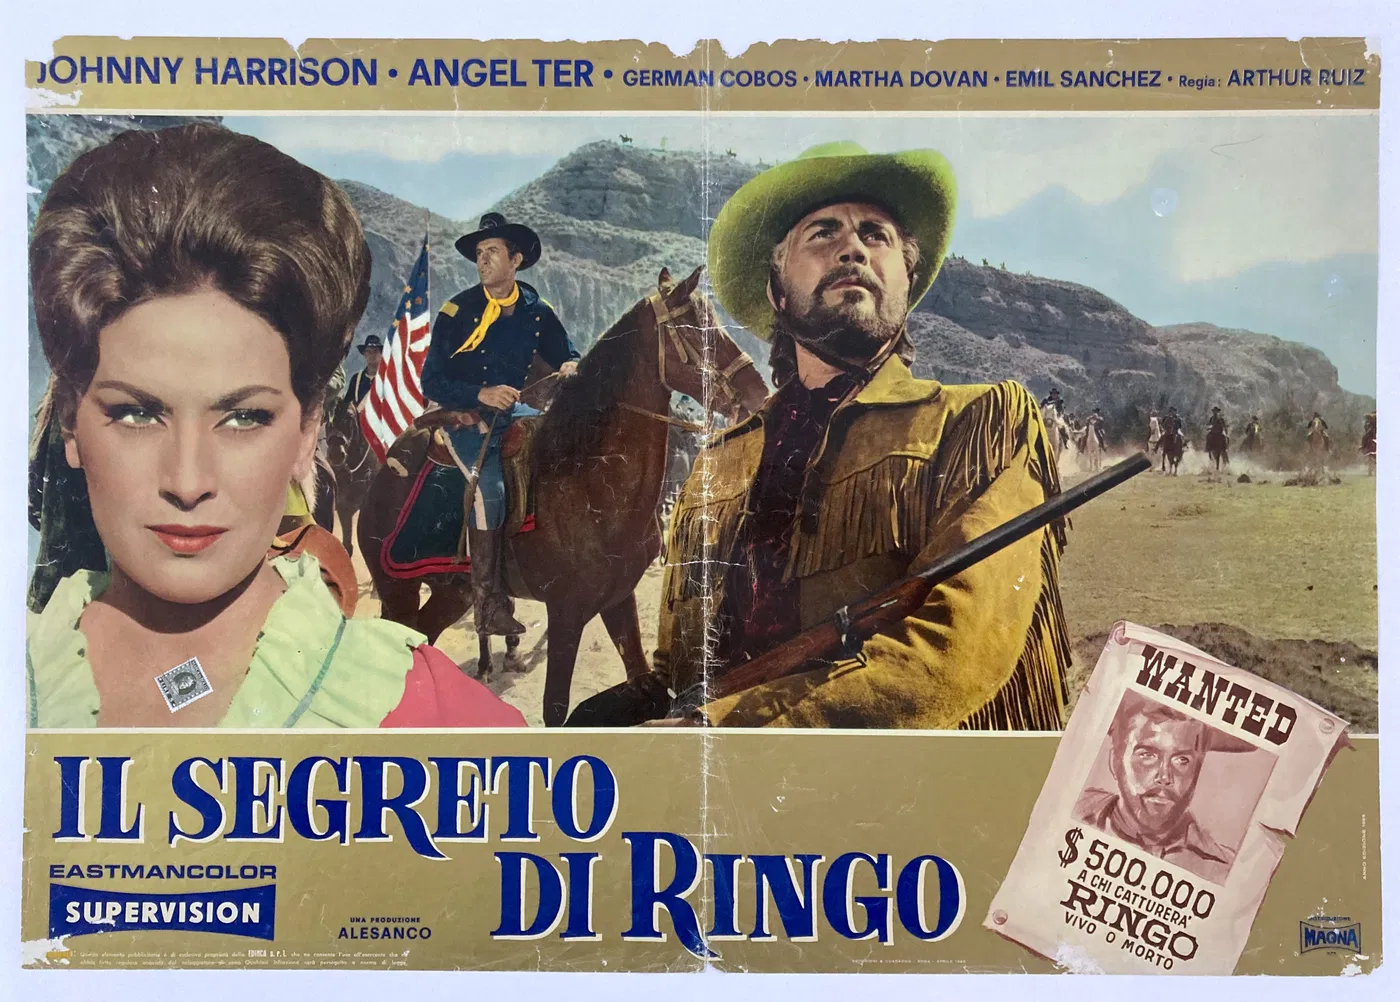 JOHNNY HARRISON • ANGEL TER • GERMAN COBOS • MARTHA DOVAN • EMIL SANCHEZ • Regia: ARTHUR RUIZ
WANTED
$500.000
A CHI CATTURERA'
RINGO
VIVO O MORTO
IL SEGRETO
DI RINGO
EASTMANCOLOR
SUPERVISION
UNA PRODUZIONE
ALESANCO
MAGNA